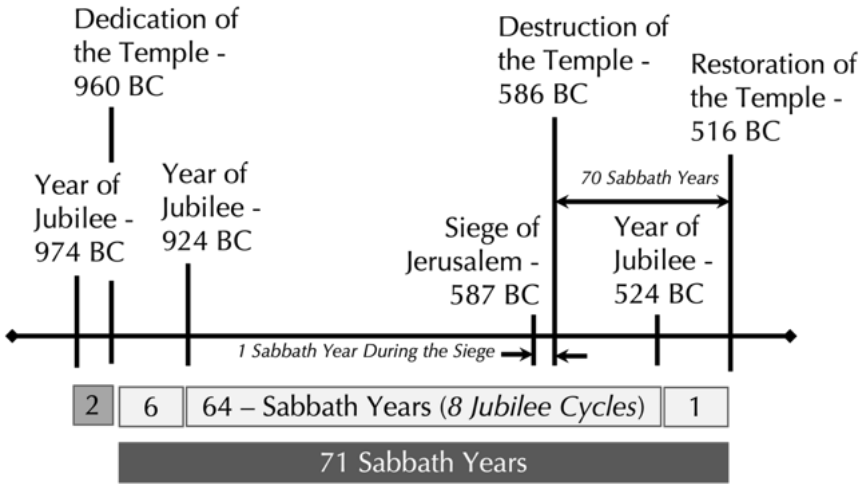 Dedication of
the Temple -
960 BC
Destruction of
the Temple -
586 BC
Restoration of
the Temple -
516 BC
Year of
Jubilee -
974 BC
Year of
Jubilee -
924 BC
70 Sabbath Years
Siege of
Jerusalem -
587 BC
Year of
Jubilee -
524 BC
1 Sabbath Year During the Siege
2
6
64 – Sabbath Years (8 Jubilee Cycles)
1
71 Sabbath Years